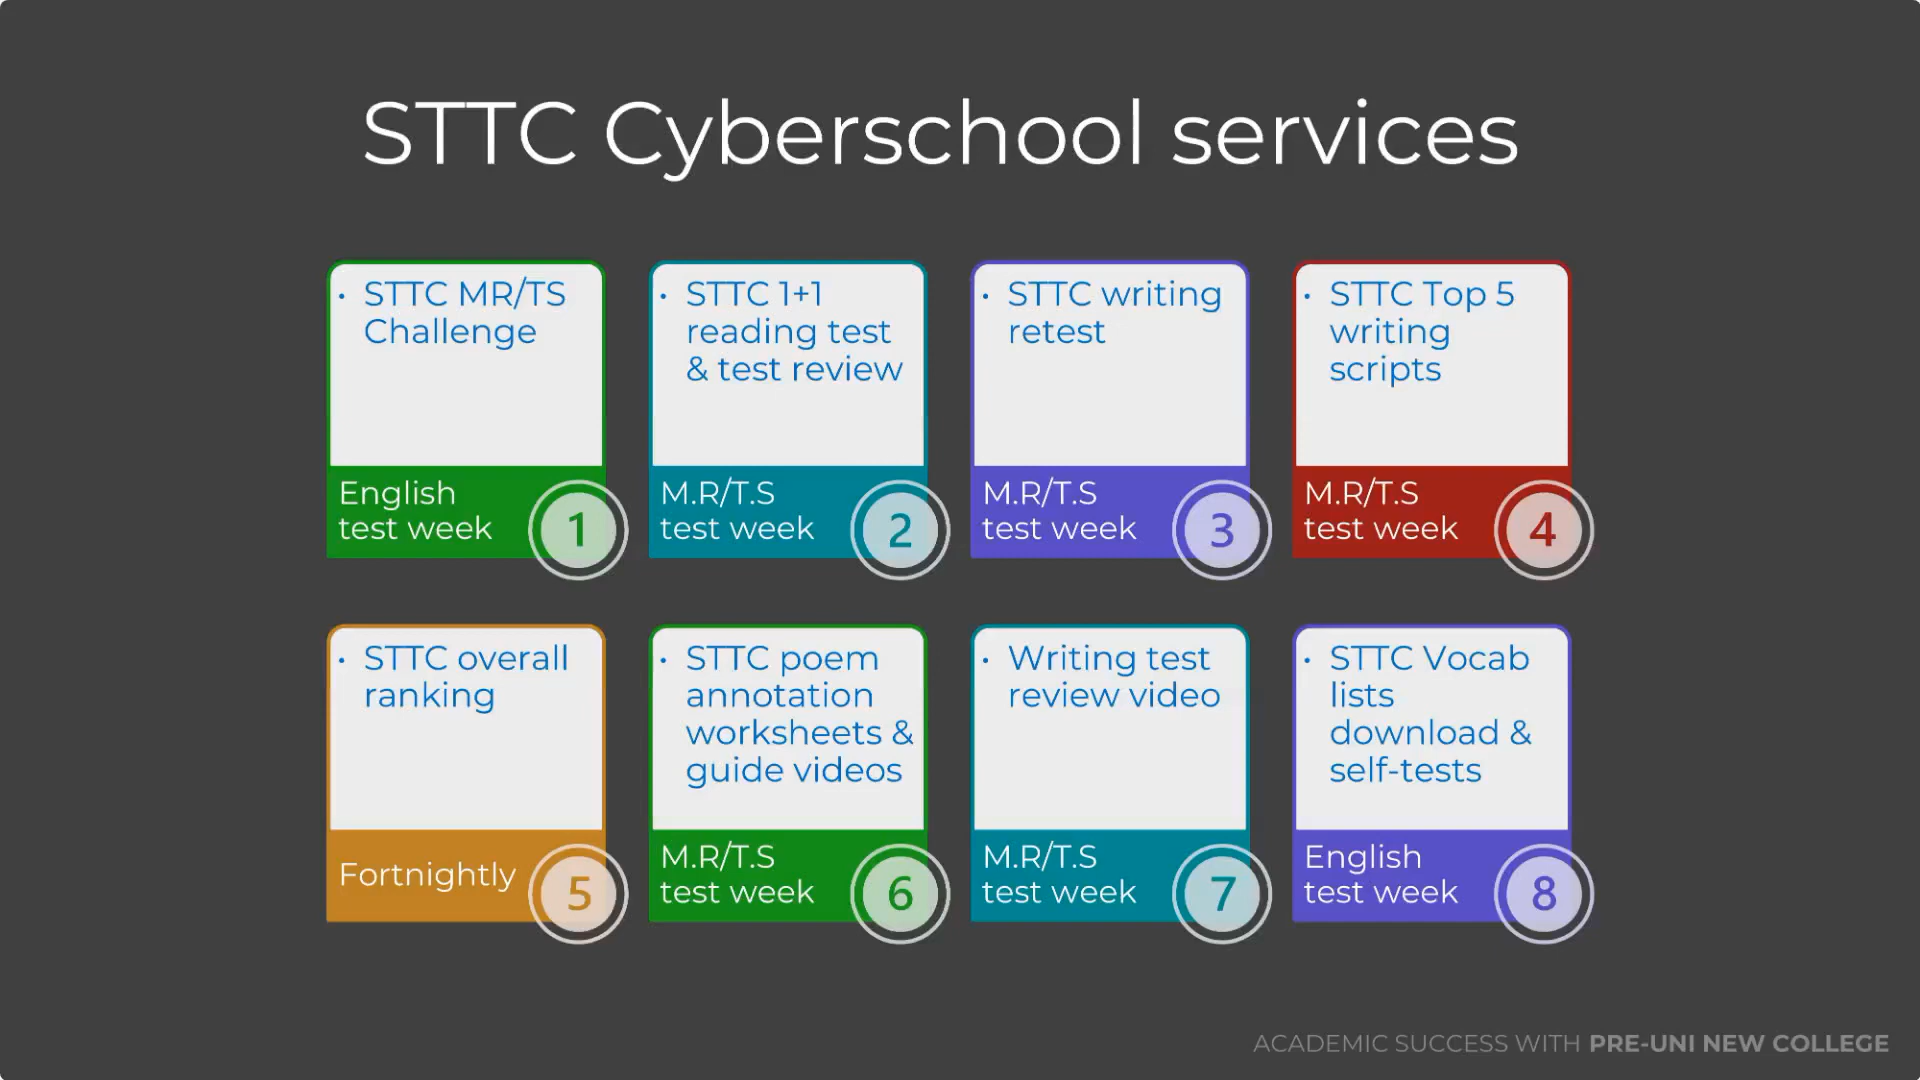 STTC Cyberschool services
• STTC MR/TS
Challenge
English
test week
1
• STTC 1+1
reading test
& test review
M.R/T.S
test week
2
• STTC writing
retest
M.R/T.S
test week
3
• STTC Top 5
writing
scripts
M.R/T.S
test week
4
• STTC overall
ranking
Fortnightly
5
• STTC poem
annotation
worksheets &
guide videos
M.R/T.S
test week
6
• Writing test
review video
M.R/T.S
test week
7
• STTC Vocab
lists
download &
self-tests
English
test week
8
ACADEMIC SUCCESS WITH PRE-UNI NEW COLLEGE